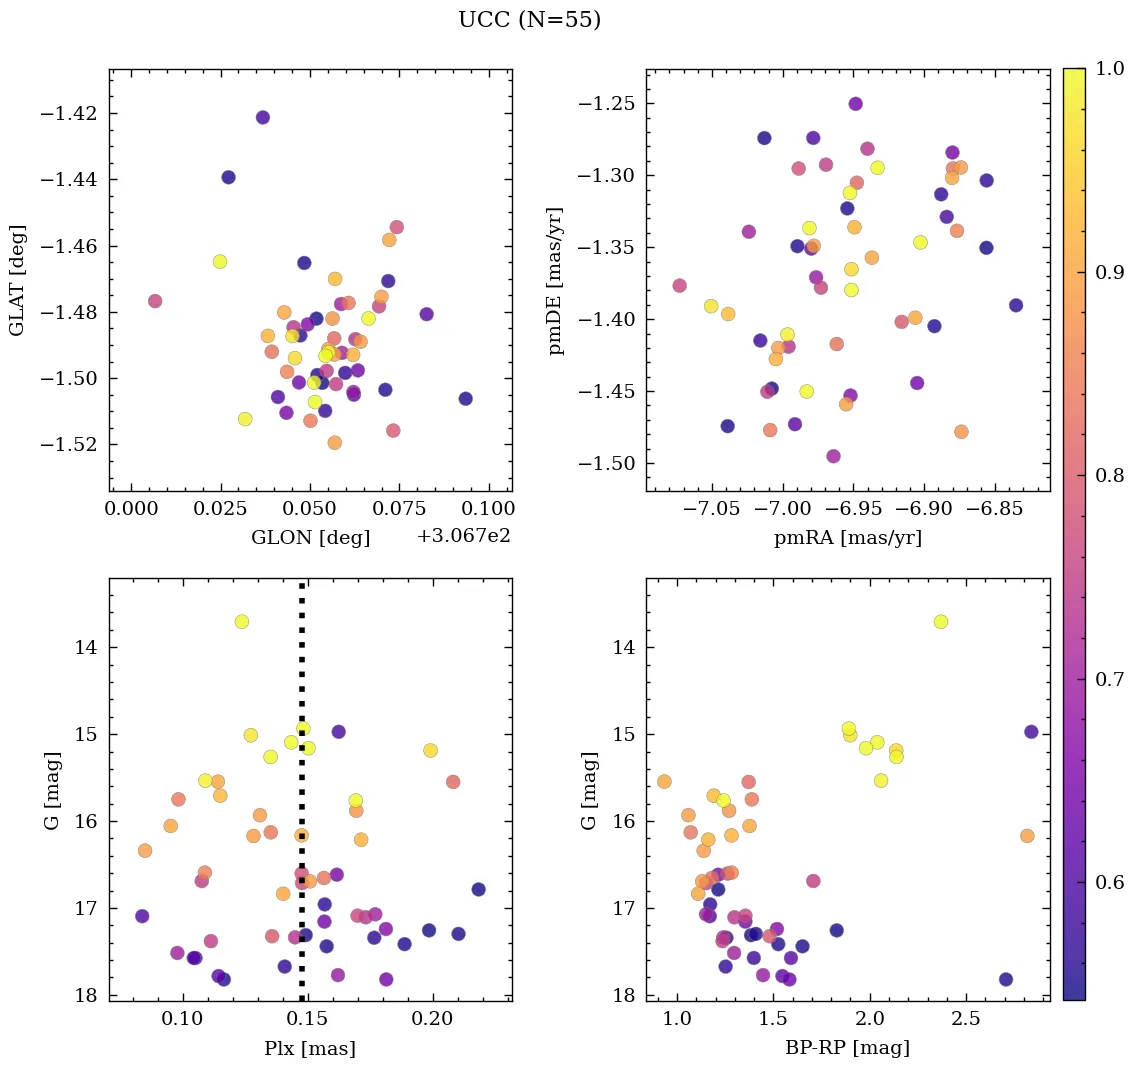 UCC (N=55)
−1.42
−1.44
−1.46
−1.48
−1.50
−1.52
GLAT [deg]
0.000 0.025 0.050 0.075 0.100
GLON [deg] +3.067e2
−1.25
−1.30
−1.35
−1.40
−1.45
−1.50
pmDE [mas/yr]
−7.05 −7.00 −6.95 −6.90 −6.85
pmRA [mas/yr]
14
15
16
17
18
G [mag]
0.10 0.15 0.20
Plx [mas]
14
15
16
17
18
G [mag]
1.0 1.5 2.0 2.5
BP-RP [mag]
1.0
0.9
0.8
0.7
0.6